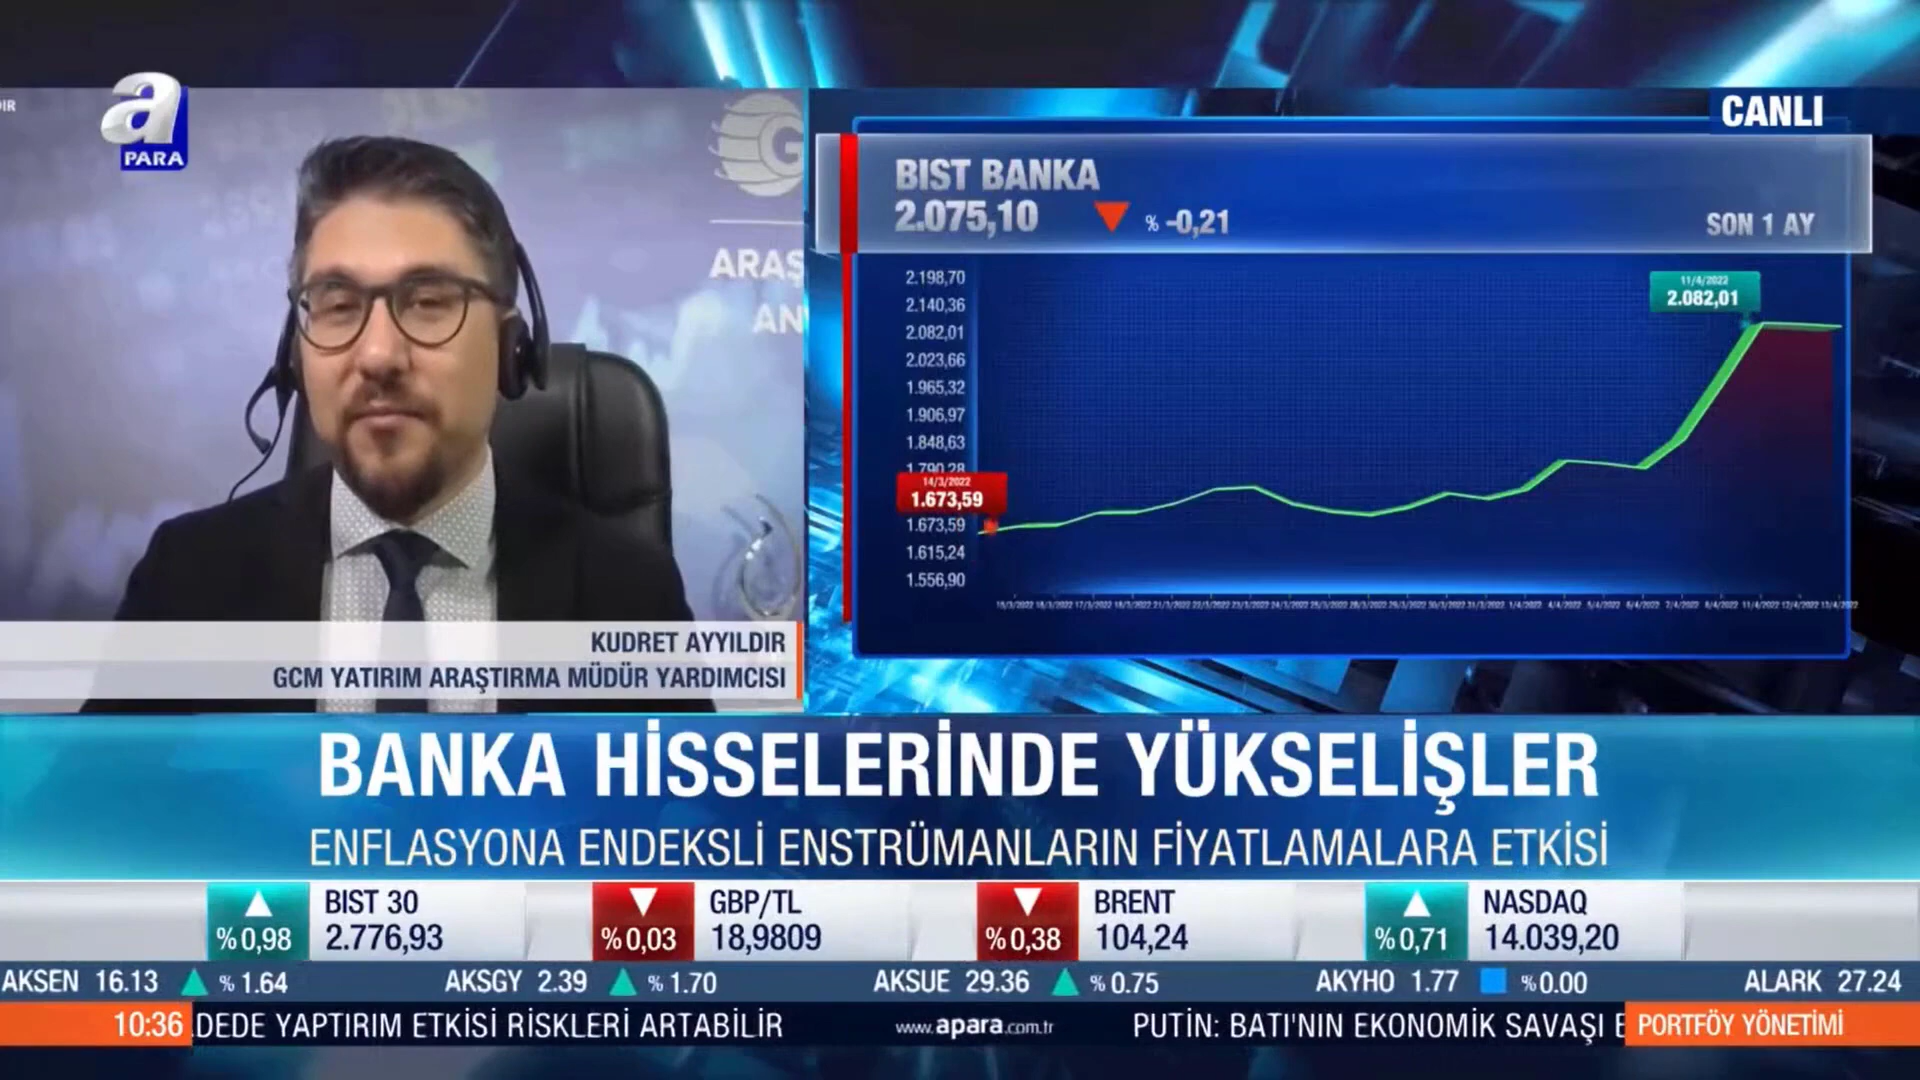 a
PARA
CANLI
G
ARAŞ
BIST BANKA
2.075,10 % -0,21
SON 1 AY
2.198,70
2.140,36
2.082,01
2.023,66
1.965,32
1.906,97
1.848,63
1.790,28
1.673,59
1.615,24
1.556,90
14/3/2022
1.673,59
11/4/2022
2.082,01
KUDRET AYYILDIR
GCM YATIRIM ARAŞTIRMA MÜDÜR YARDIMCISI
BANKA HİSSELERİNDE YÜKSELİŞLER
ENFLASYONA ENDEKSLİ ENSTRÜMANLARIN FİYATLAMALARA ETKİSİ
%0,98 BIST 30 2.776,93
%0,03 GBP/TL 18,9809
%0,38 BRENT 104,24
%0,71 NASDAQ 14.039,20
AKSEN 16.13 % 1.64 AKSGY 2.39 % 1.70 AKSUE 29.36 % 0.75 AKYHO 1.77 %0.00 ALARK 27.24
10:36 .DEDE YAPTIRIM ETKİSİ RİSKLERİ ARTABİLİR www.apara.com.tr PUTİN: BATI'NIN EKONOMİK SAVAŞI PORTFÖY YÖNETİMİ